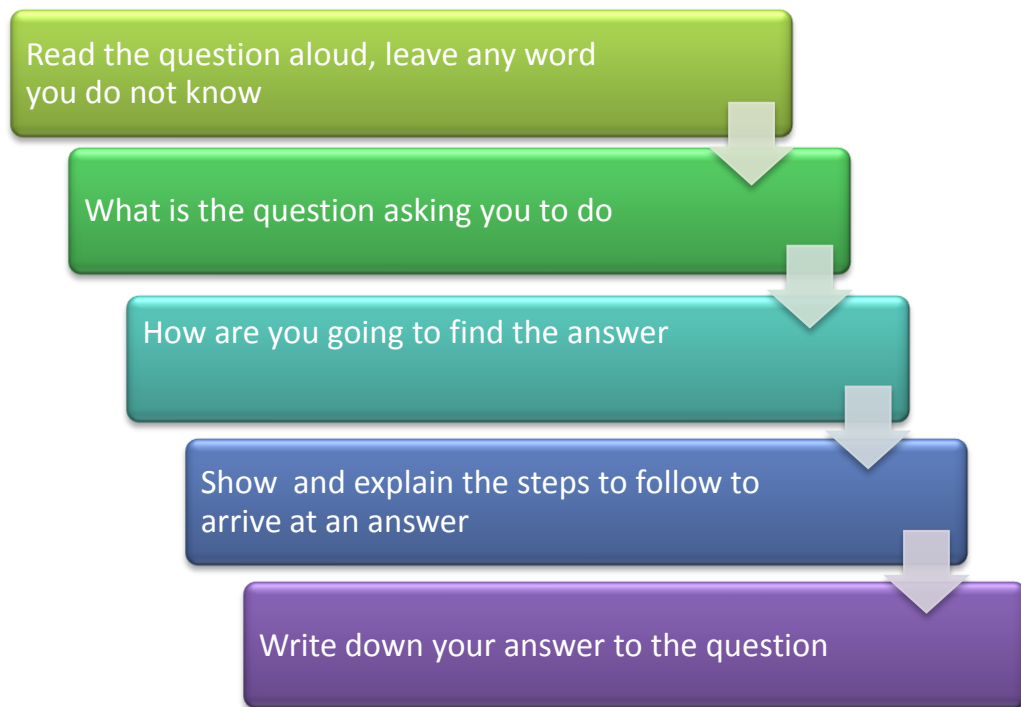 Read the question aloud, leave any word
you do not know
What is the question asking you to do
How are you going to find the answer
Show  and explain the steps to follow to
arrive at an answer
Write down your answer to the question